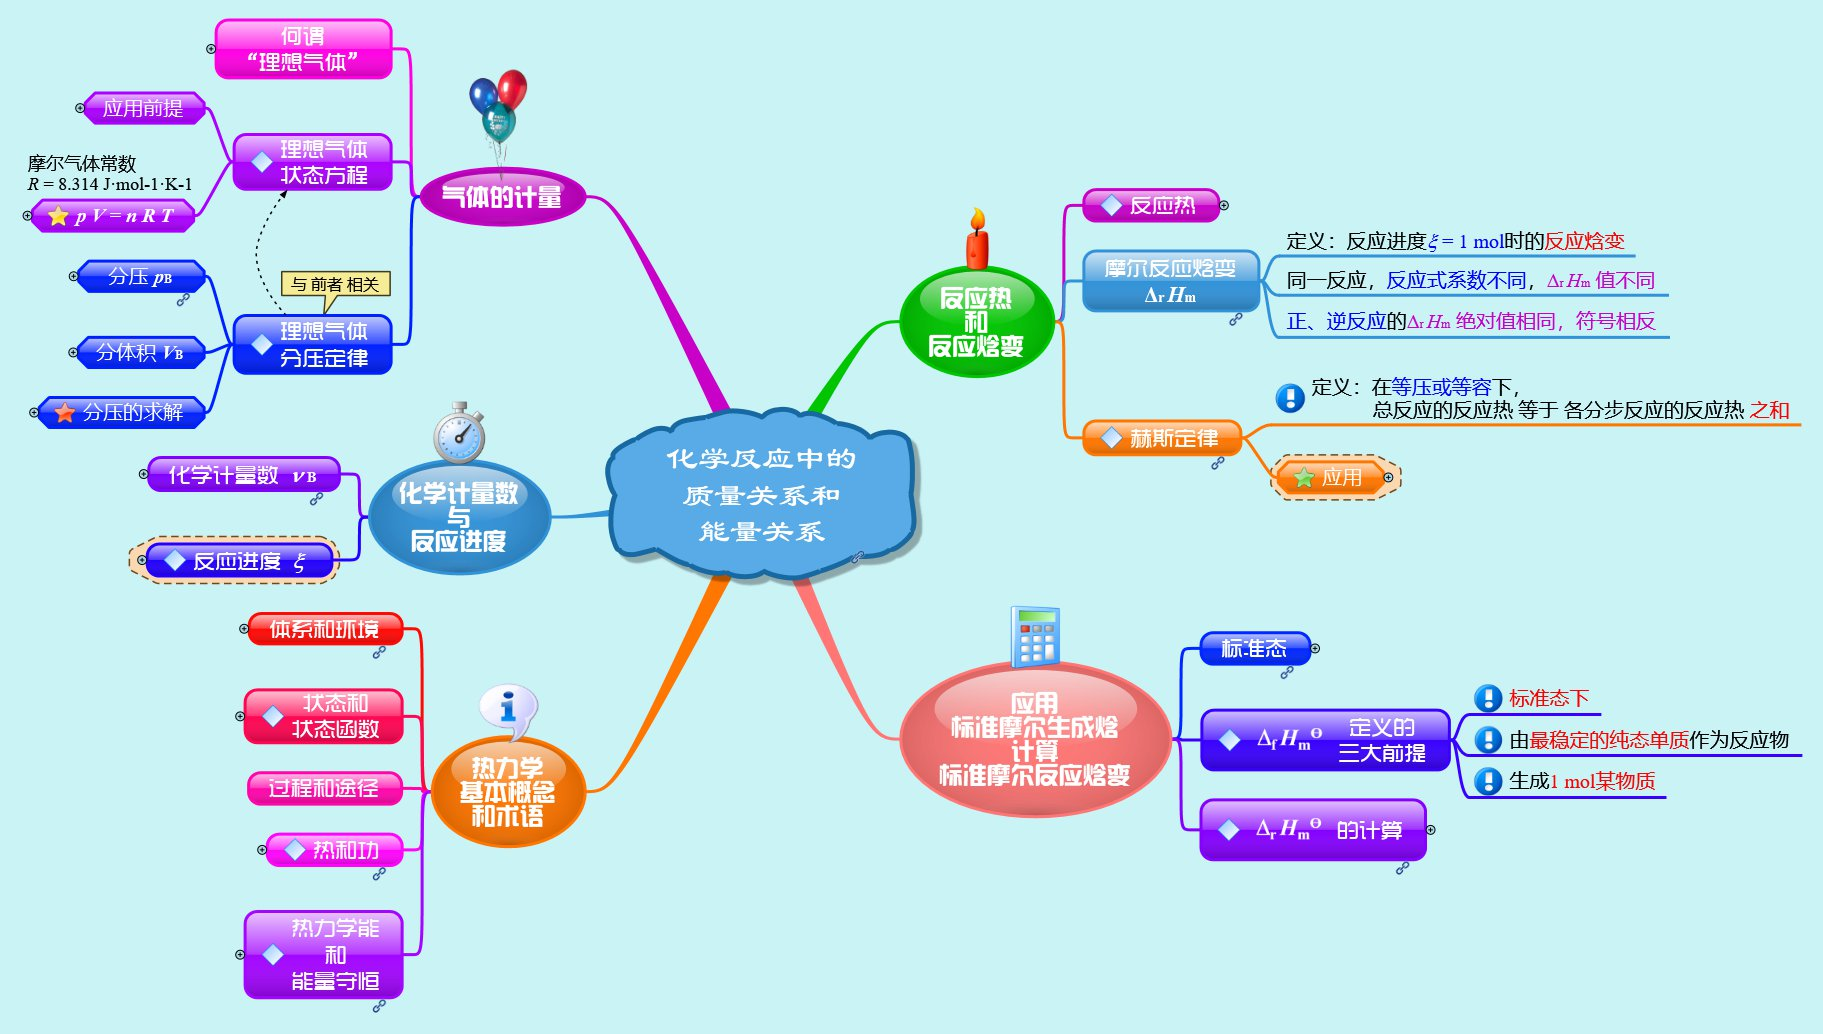 何谓
“理想气体”
应用前提
理想气体
状态方程
摩尔气体常数
R = 8.314 J·mol-1·K-1
p V = n R T
气体的计量
分压 pB
与 前者 相关
理想气体
分压定律
分体积 VB
分压的求解
化学计量数 νB
化学计量数
与
反应进度
反应进度 ξ
体系和环境
状态和
状态函数
过程和途径
热力学
基本概念
和术语
热和功
热力学能
和
能量守恒
化学反应中的
质量关系和
能量关系
反应热
和
反应焓变
反应热
摩尔反应焓变
Δr Hm
定义：反应进度ξ = 1 mol时的反应焓变
同一反应，反应式系数不同，Δr Hm 值不同
正、逆反应的Δr Hm 绝对值相同，符号相反
赫斯定律
定义：在等压或等容下，
总反应的反应热 等于 各分步反应的反应热 之和
应用
应用
标准摩尔生成焓
计算
标准摩尔反应焓变
标准态
Δf HmΘ 定义的
三大前提
标准态下
由最稳定的纯态单质作为反应物
生成1 mol某物质
Δr HmΘ 的计算